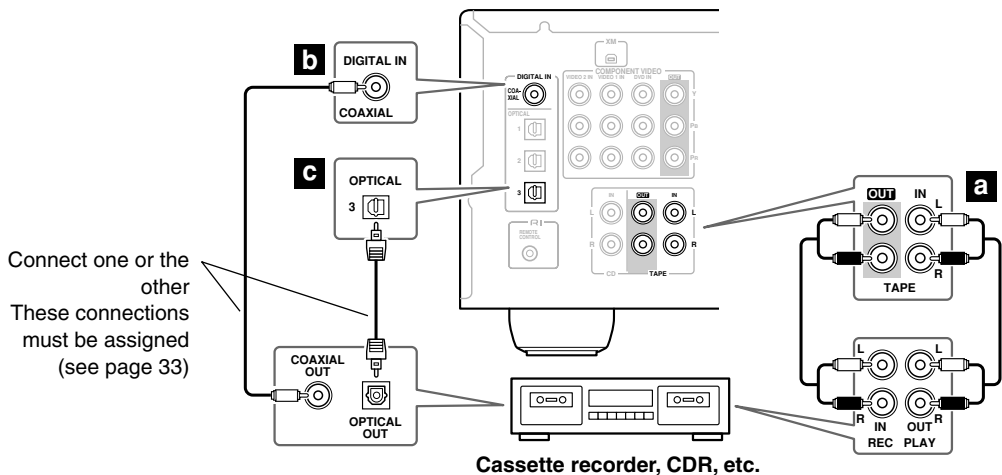 b
DIGITAL IN
COAXIAL
c
OPTICAL
3
Connect one or the
other
These connections
must be assigned
(see page 33)
COAXIAL
OUT
OPTICAL
OUT
XM
DIGITAL IN
COA-
XIAL
OPTICAL
1
2
3
COMPONENT VIDEO
VIDEO 2 IN VIDEO 1 IN DVD IN OUT
Y
PB
PR
RI
REMOTE
CONTROL
IN OUT IN
L L
R R
CD TAPE
a
OUT IN
L
R
TAPE
L L
R R
IN OUT
REC PLAY
Cassette recorder, CDR, etc.